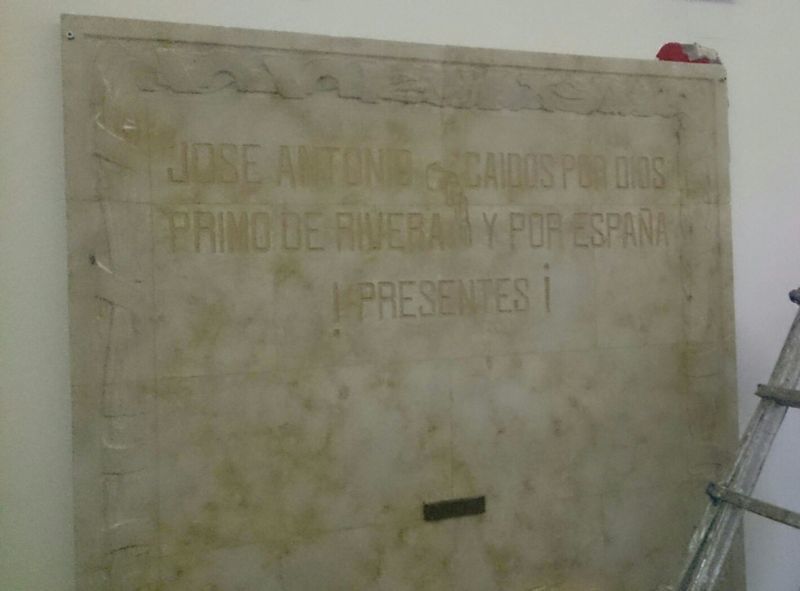 JOSE ANTONIO CAIDOS POR DIOS
PRIMO DE RIVERA Y POR ESPAÑA
! PRESENTES ¡